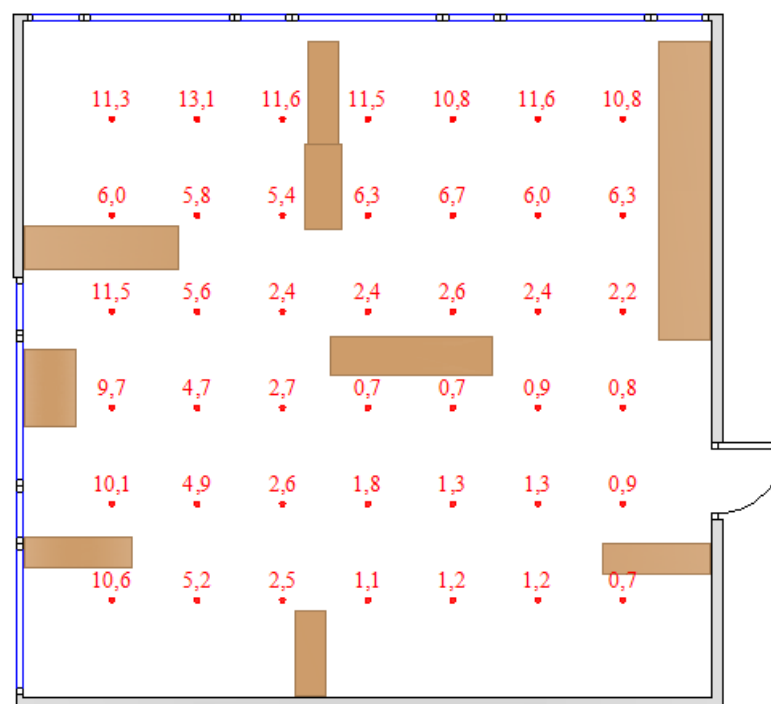 11,3 13,1 11,6 11,5 10,8 11,6 10,8
6,0 5,8 5,4 6,3 6,7 6,0 6,3
11,5 5,6 2,4 2,4 2,6 2,4 2,2
9,7 4,7 2,7 0,7 0,7 0,9 0,8
10,1 4,9 2,6 1,8 1,3 1,3 0,9
10,6 5,2 2,5 1,1 1,2 1,2 0,7